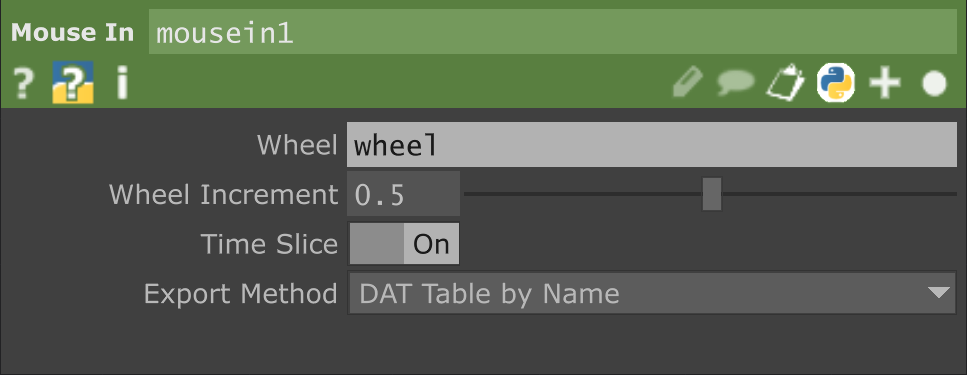 Mouse In mousein1
? ? i
Wheel wheel
Wheel Increment 0.5
Time Slice On
Export Method DAT Table by Name